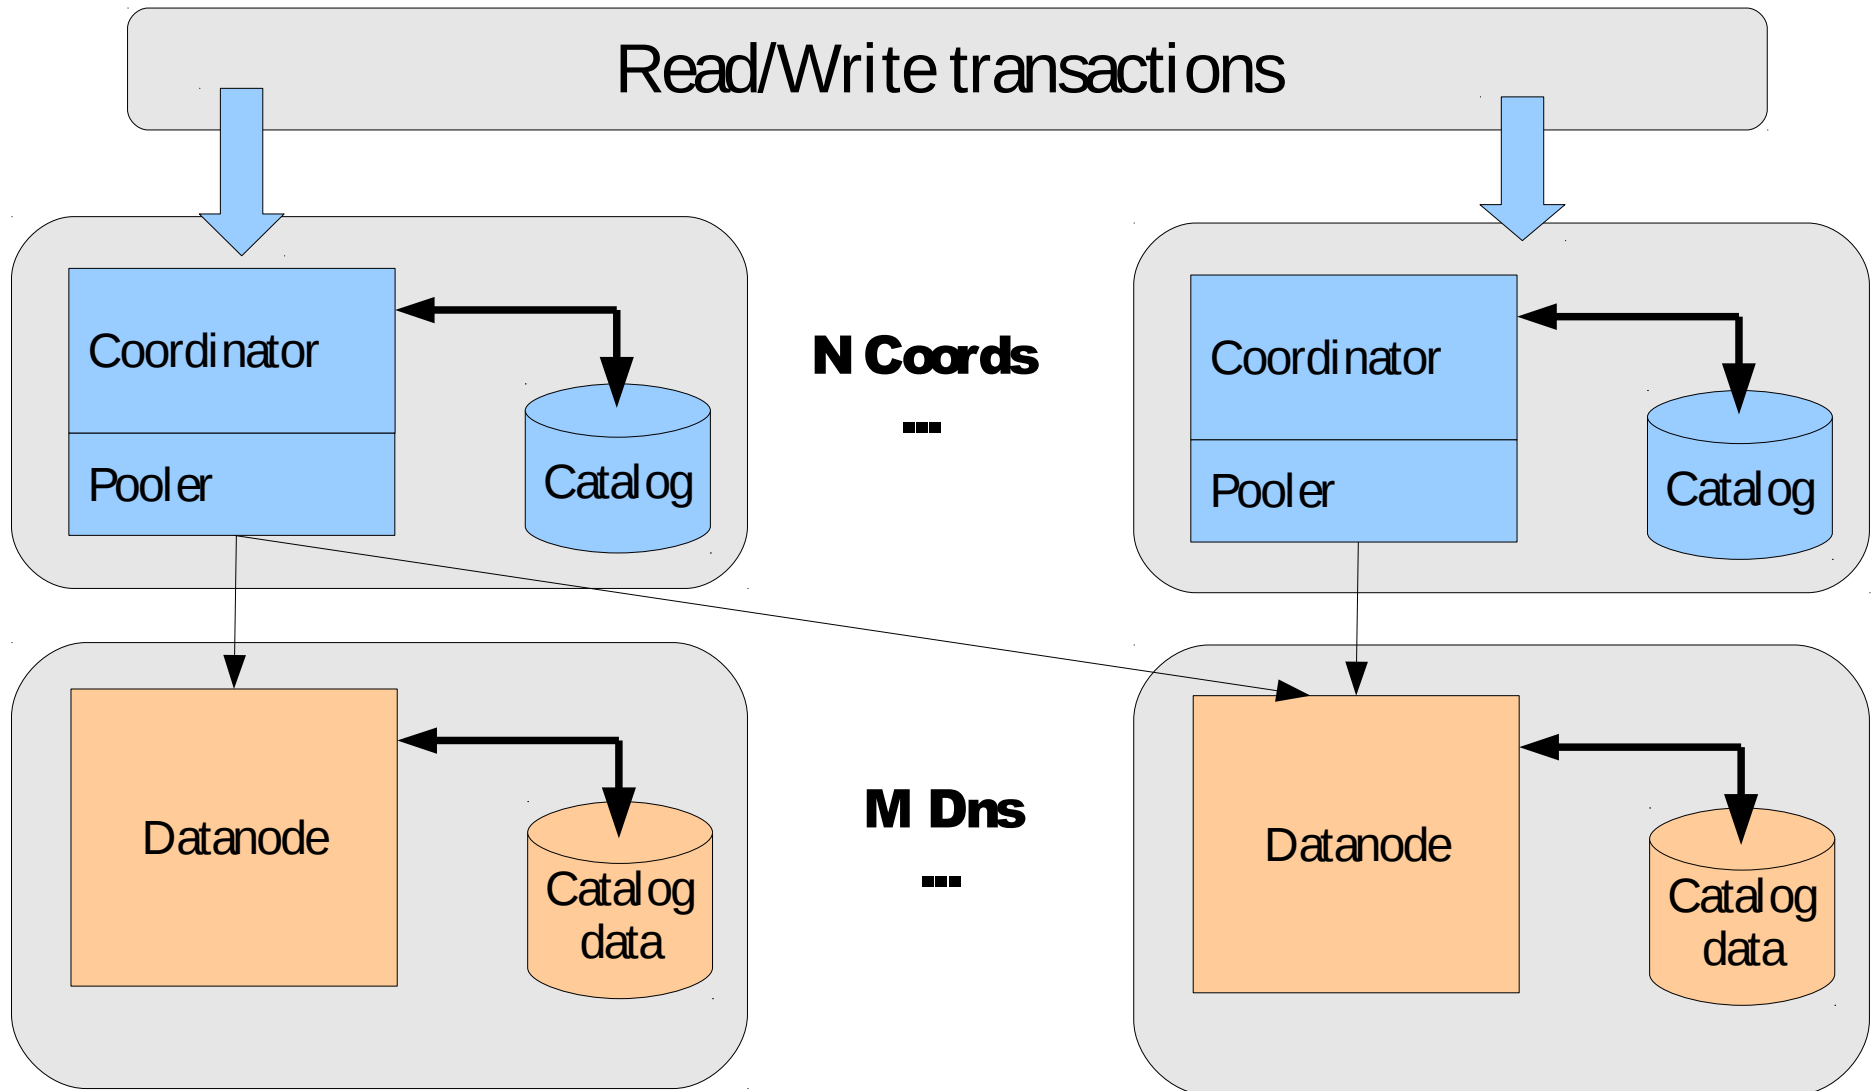 Read/Write transactions
Coordinator
Pooler
Catalog
N Coords
...
Coordinator
Pooler
Catalog
Datanode
Catalog
data
M Dns
...
Datanode
Catalog
data